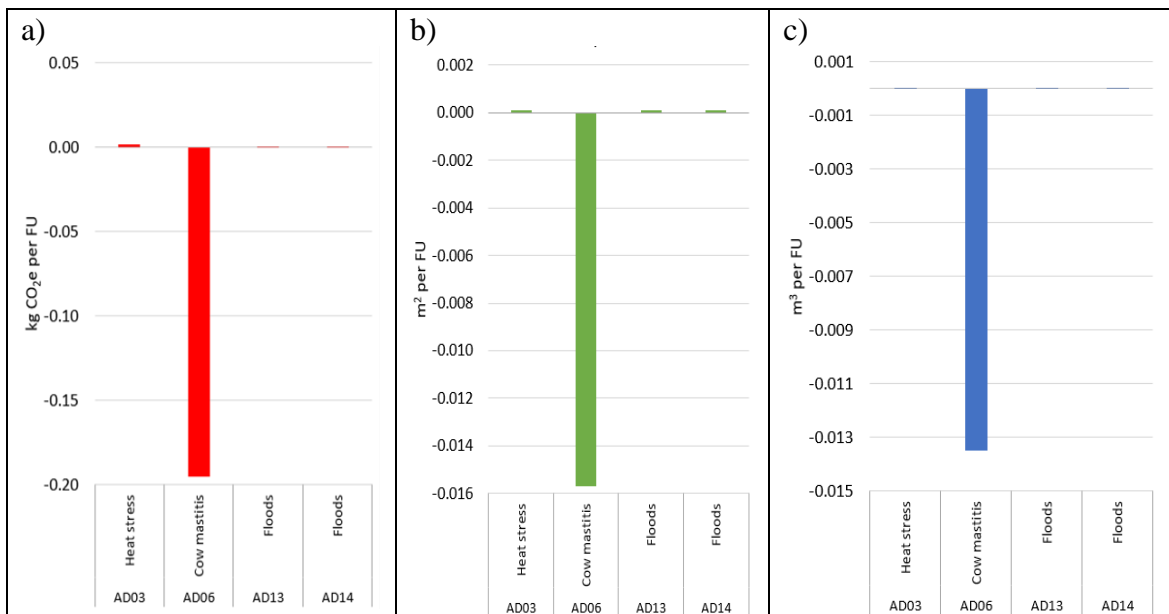 a)
0.05
0.00
-0.05
-0.10
-0.15
-0.20
kg CO₂e per FU
Heat stress
Cow mastitis
Floods
Floods
AD03
AD06
AD13
AD14
b)
0.002
0.000
-0.002
-0.004
-0.006
-0.008
-0.010
-0.012
-0.014
-0.016
m² per FU
Heat stress
Cow mastitis
Floods
Floods
AD03
AD06
AD13
AD14
c)
0.001
-0.001
-0.003
-0.005
-0.007
-0.009
-0.011
-0.013
-0.015
m³ per FU
Heat stress
Cow mastitis
Floods
Floods
AD03
AD06
AD13
AD14